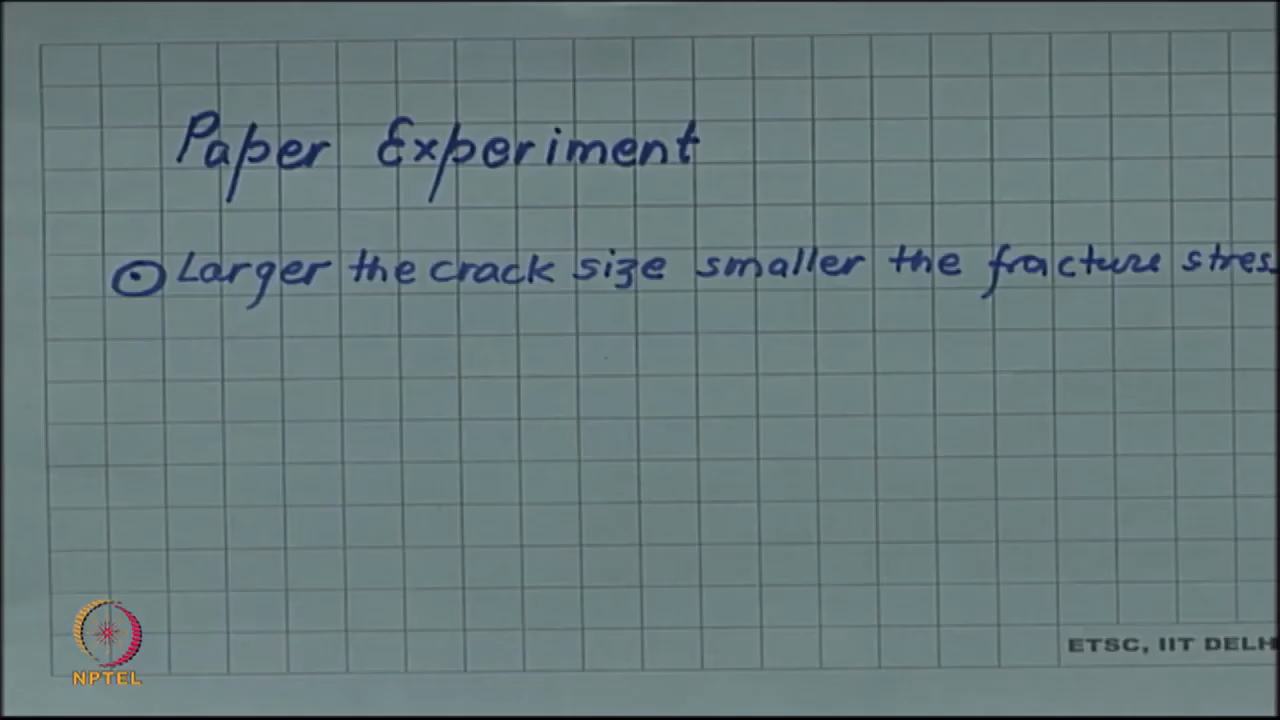 Paper Experiment
⊙ Larger the crack size smaller the fracture stres
ETSC, IIT DELH
NPTEL